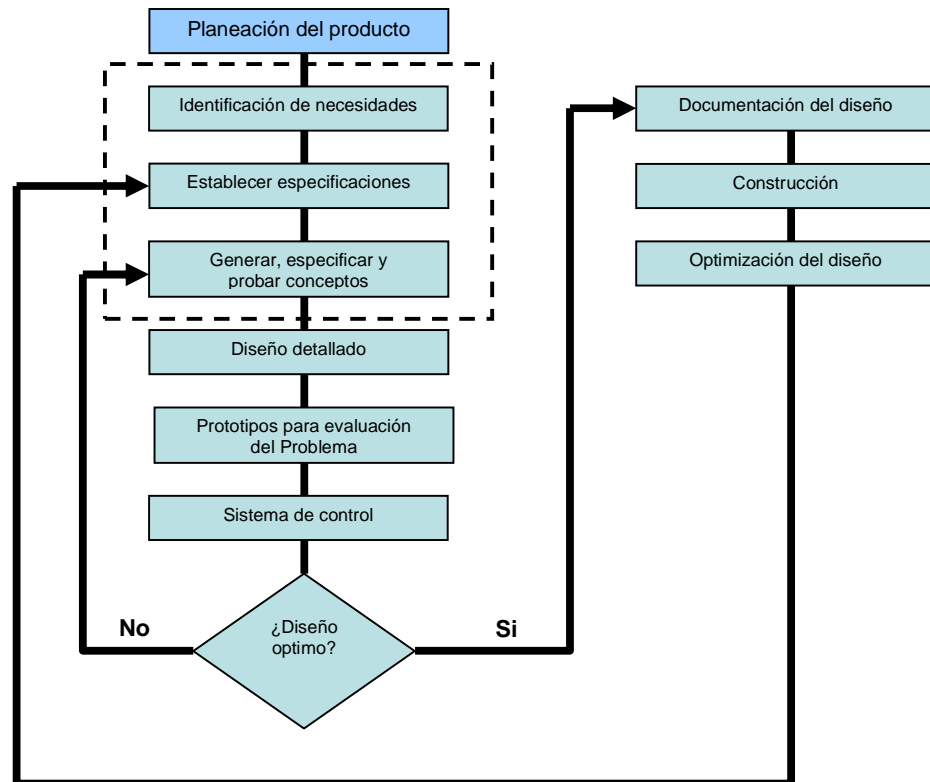 Planeación del producto
Identificación de necesidades
Establecer especificaciones
Generar, especificar y
probar conceptos
Diseño detallado
Prototipos para evaluación
del Problema
Sistema de control
¿Diseño
optimo?
No
Si
Documentación del diseño
Construcción
Optimización del diseño